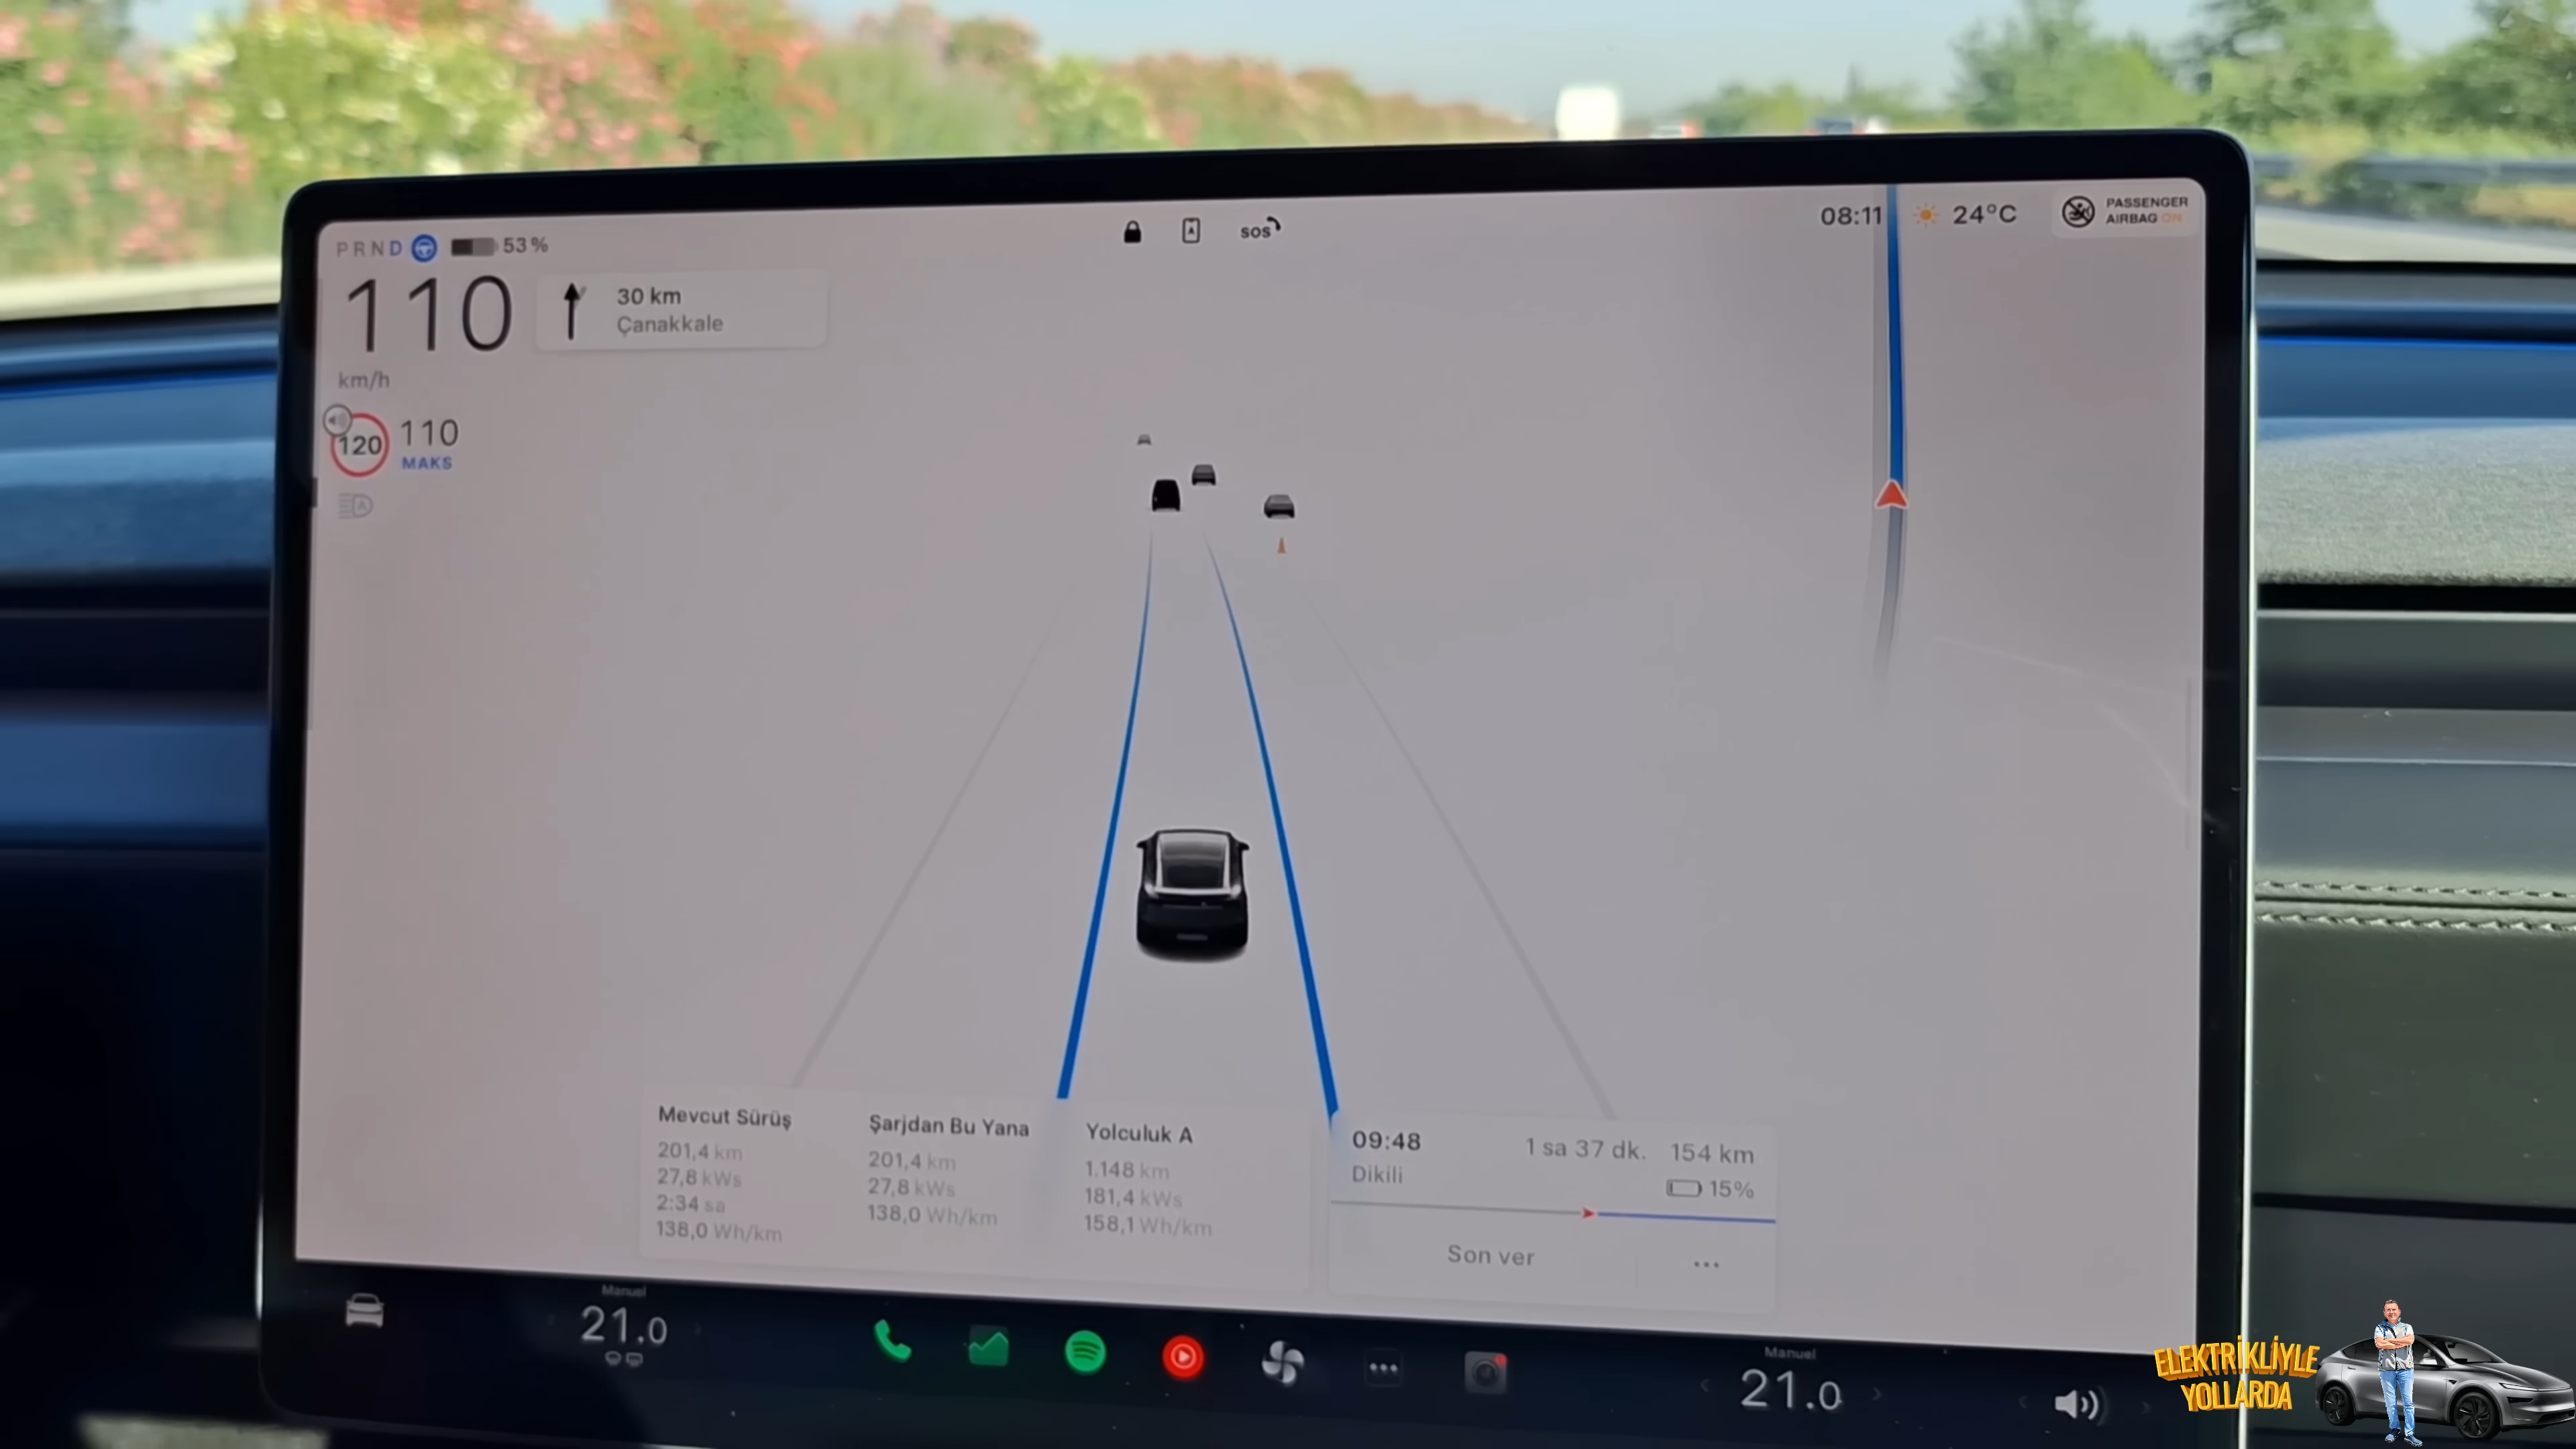 PRND 53%
SOS
08:11 24°C
PASSENGER
AIRBAG ON
110
km/h
30 km
Çanakkale
120
110
MAKS
Mevcut Sürüş
201,4 km
27,8 kWs
2:34 sa
138,0 Wh/km
Şarjdan Bu Yana
201,4 km
27,8 kWs
138,0 Wh/km
Yolculuk A
1.148 km
181,4 kWs
158,1 Wh/km
09:48 1 sa 37 dk. 154 km
Dikili 15%
Son ver
Manuel
21.0
Manuel
21.0
ELEKTRİKLİYLE
YOLLARDA